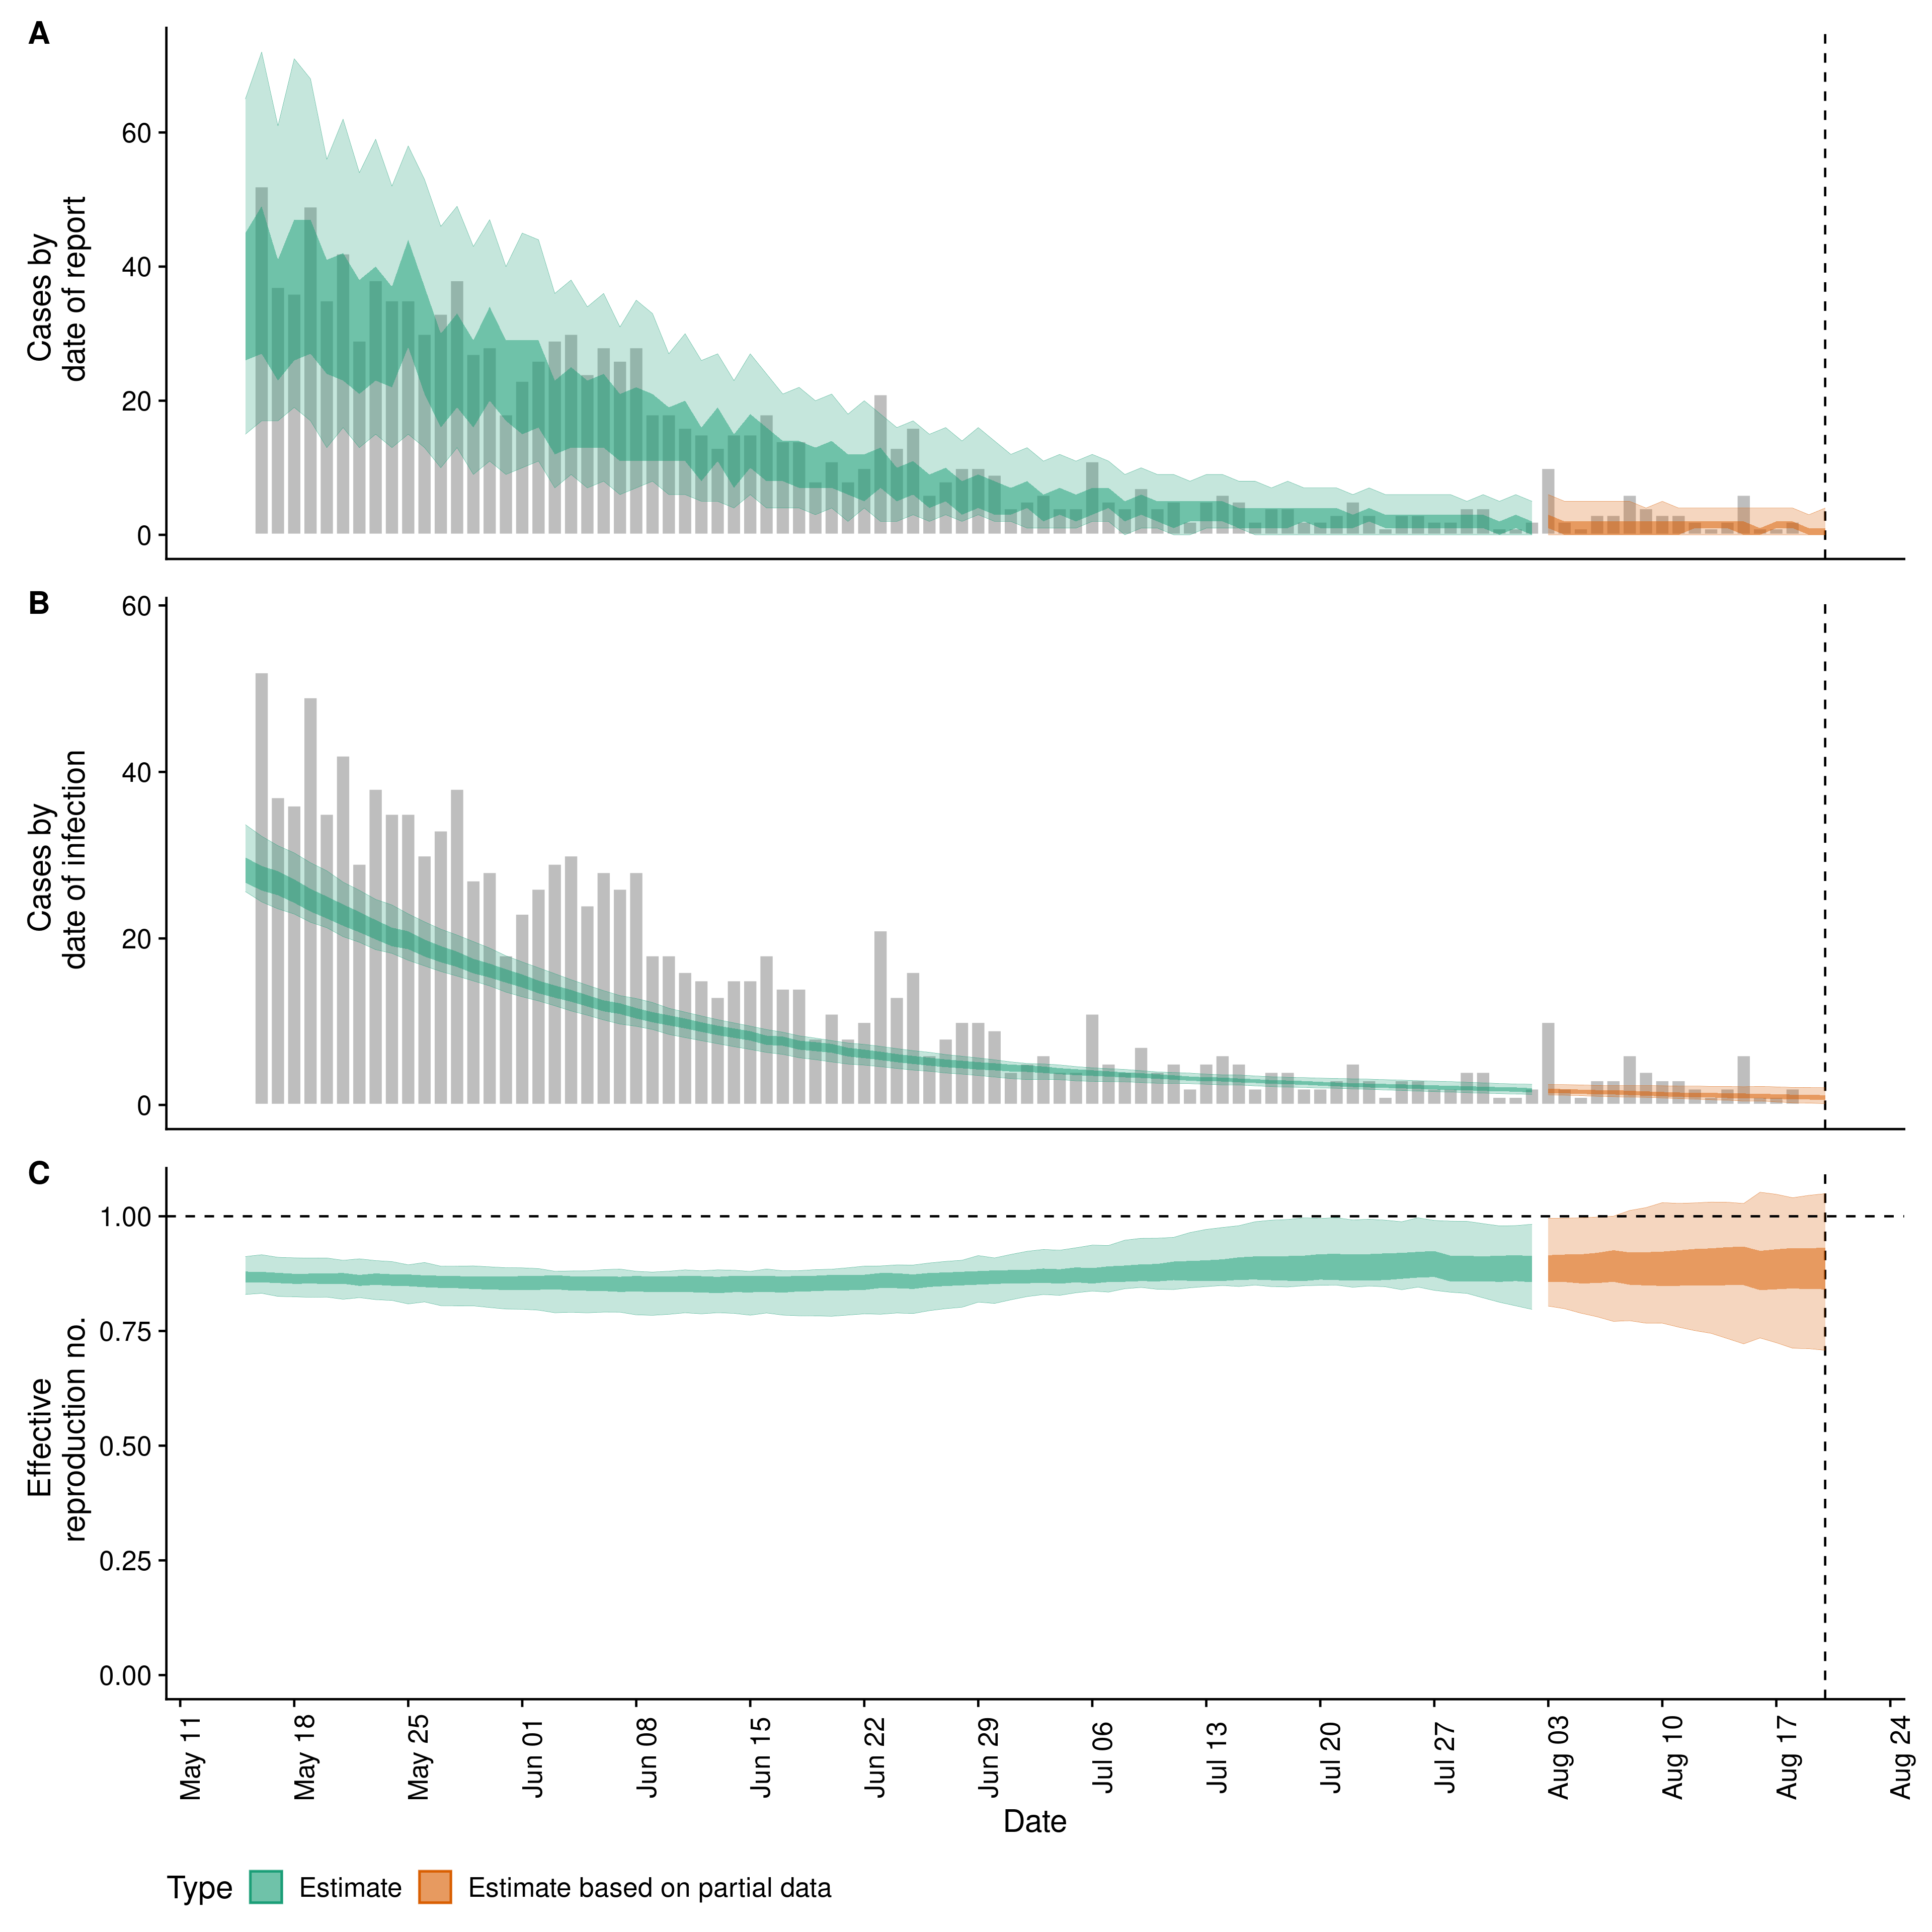 A
Cases by
date of report
60
40
20
0
B
Cases by
date of infection
60
40
20
0
C
Effective
reproduction no.
1.00
0.75
0.50
0.25
0.00
May 11
May 18
May 25
Jun 01
Jun 08
Jun 15
Jun 22
Jun 29
Jul 06
Jul 13
Jul 20
Jul 27
Aug 03
Aug 10
Aug 17
Aug 24
Date
Type Estimate Estimate based on partial data